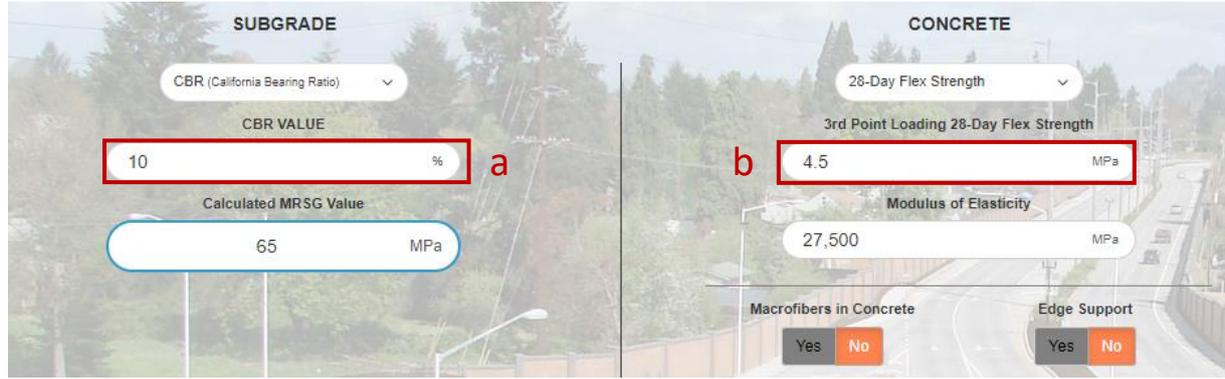 SUBGRADE
CBR (California Bearing Ratio)
CBR VALUE
10 %
a
Calculated MRSG Value
65 MPa
CONCRETE
28-Day Flex Strength
3rd Point Loading 28-Day Flex Strength
b
4.5 MPa
Modulus of Elasticity
27,500 MPa
Macrofibers in Concrete
Yes No
Edge Support
Yes No